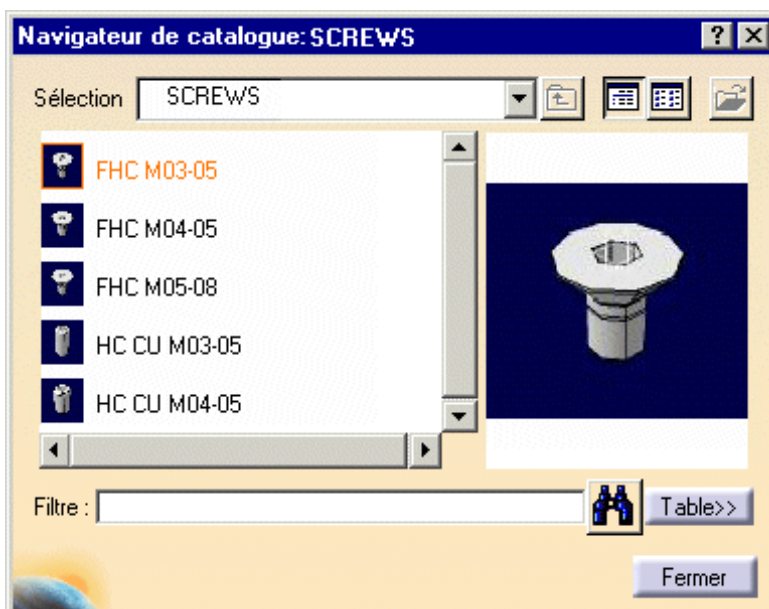 Navigateur de catalogue: SCREWS
Sélection SCREWS
FHC M03-05
FHC M04-05
FHC M05-08
HC CU M03-05
HC CU M04-05
Filtre : Table>>
Fermer